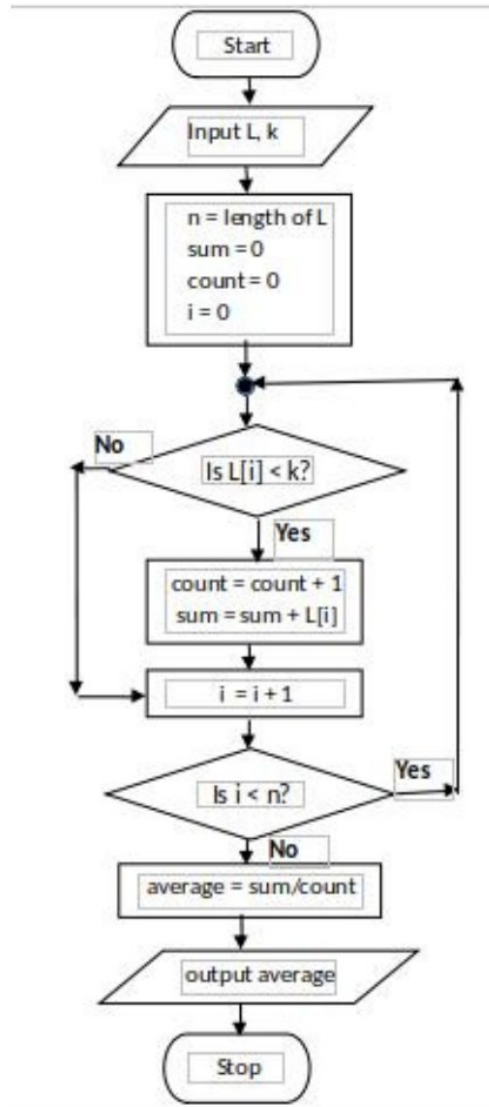 Start
Input L, k
n = length of L
sum = 0
count = 0
i = 0
No
Is L[i] < k?
Yes
count = count + 1
sum = sum + L[i]
i = i + 1
Is i < n?
Yes
No
average = sum/count
output average
Stop